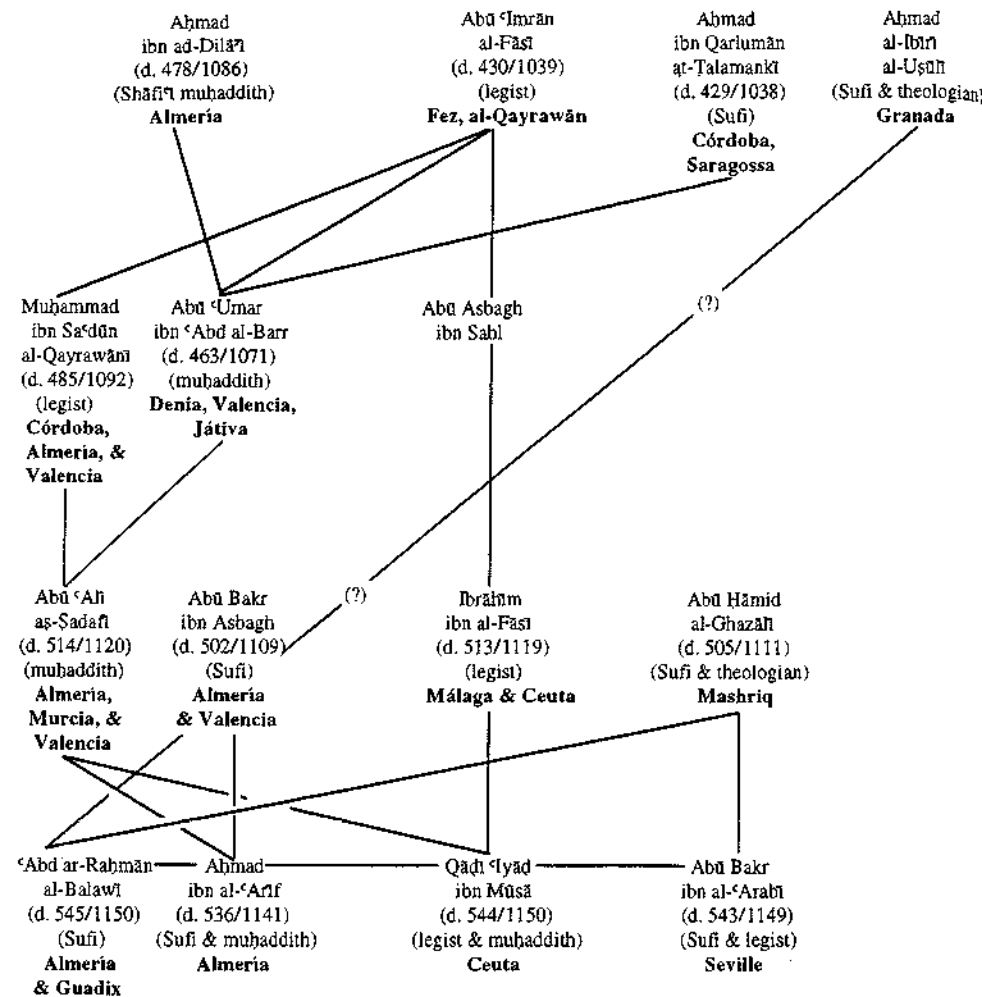 Aḥmad
ibn ad-Dilāʾī
(d. 478/1086)
(Shāfiʿī muḥaddith)
Almería
Abū ʿImrān
al-Fāsī
(d. 430/1039)
(legist)
Fez, al-Qayrawān
Aḥmad
ibn Qarlumān
aṭ-Ṭalamankī
(d. 429/1038)
(Sufi)
Córdoba,
Saragossa
Aḥmad
al-Ibīrī
al-Uṣūlī
(Sufi & theologian)
Granada
Muḥammad
ibn Saʿdūn
al-Qayrawānī
(d. 485/1092)
(legist)
Córdoba,
Almería, &
Valencia
Abū ʿUmar
ibn ʿAbd al-Barr
(d. 463/1071)
(muḥaddith)
Denia, Valencia,
Játiva
Abū Asbagh
ibn Sahl
(?)
Abū ʿAlī
aṣ-Ṣadafī
(d. 514/1120)
(muḥaddith)
Almería,
Murcia, &
Valencia
Abū Bakr
ibn Asbagh
(d. 502/1109)
(Sufi)
Almería
& Valencia
(?)
Ibrāhīm
ibn al-Fāsī
(d. 513/1119)
(legist)
Málaga & Ceuta
Abū Ḥāmid
al-Ghazālī
(d. 505/1111)
(Sufi & theologian)
Mashriq
ʿAbd ar-Raḥmān
al-Balawī
(d. 545/1150)
(Sufi)
Almería
& Guadix
Aḥmad
ibn al-ʿArīf
(d. 536/1141)
(Sufi & muḥaddith)
Almería
Qāḍī ʿIyāḍ
ibn Mūsā
(d. 544/1150)
(legist & muḥaddith)
Ceuta
Abū Bakr
ibn al-ʿArabī
(d. 543/1149)
(Sufi & legist)
Seville